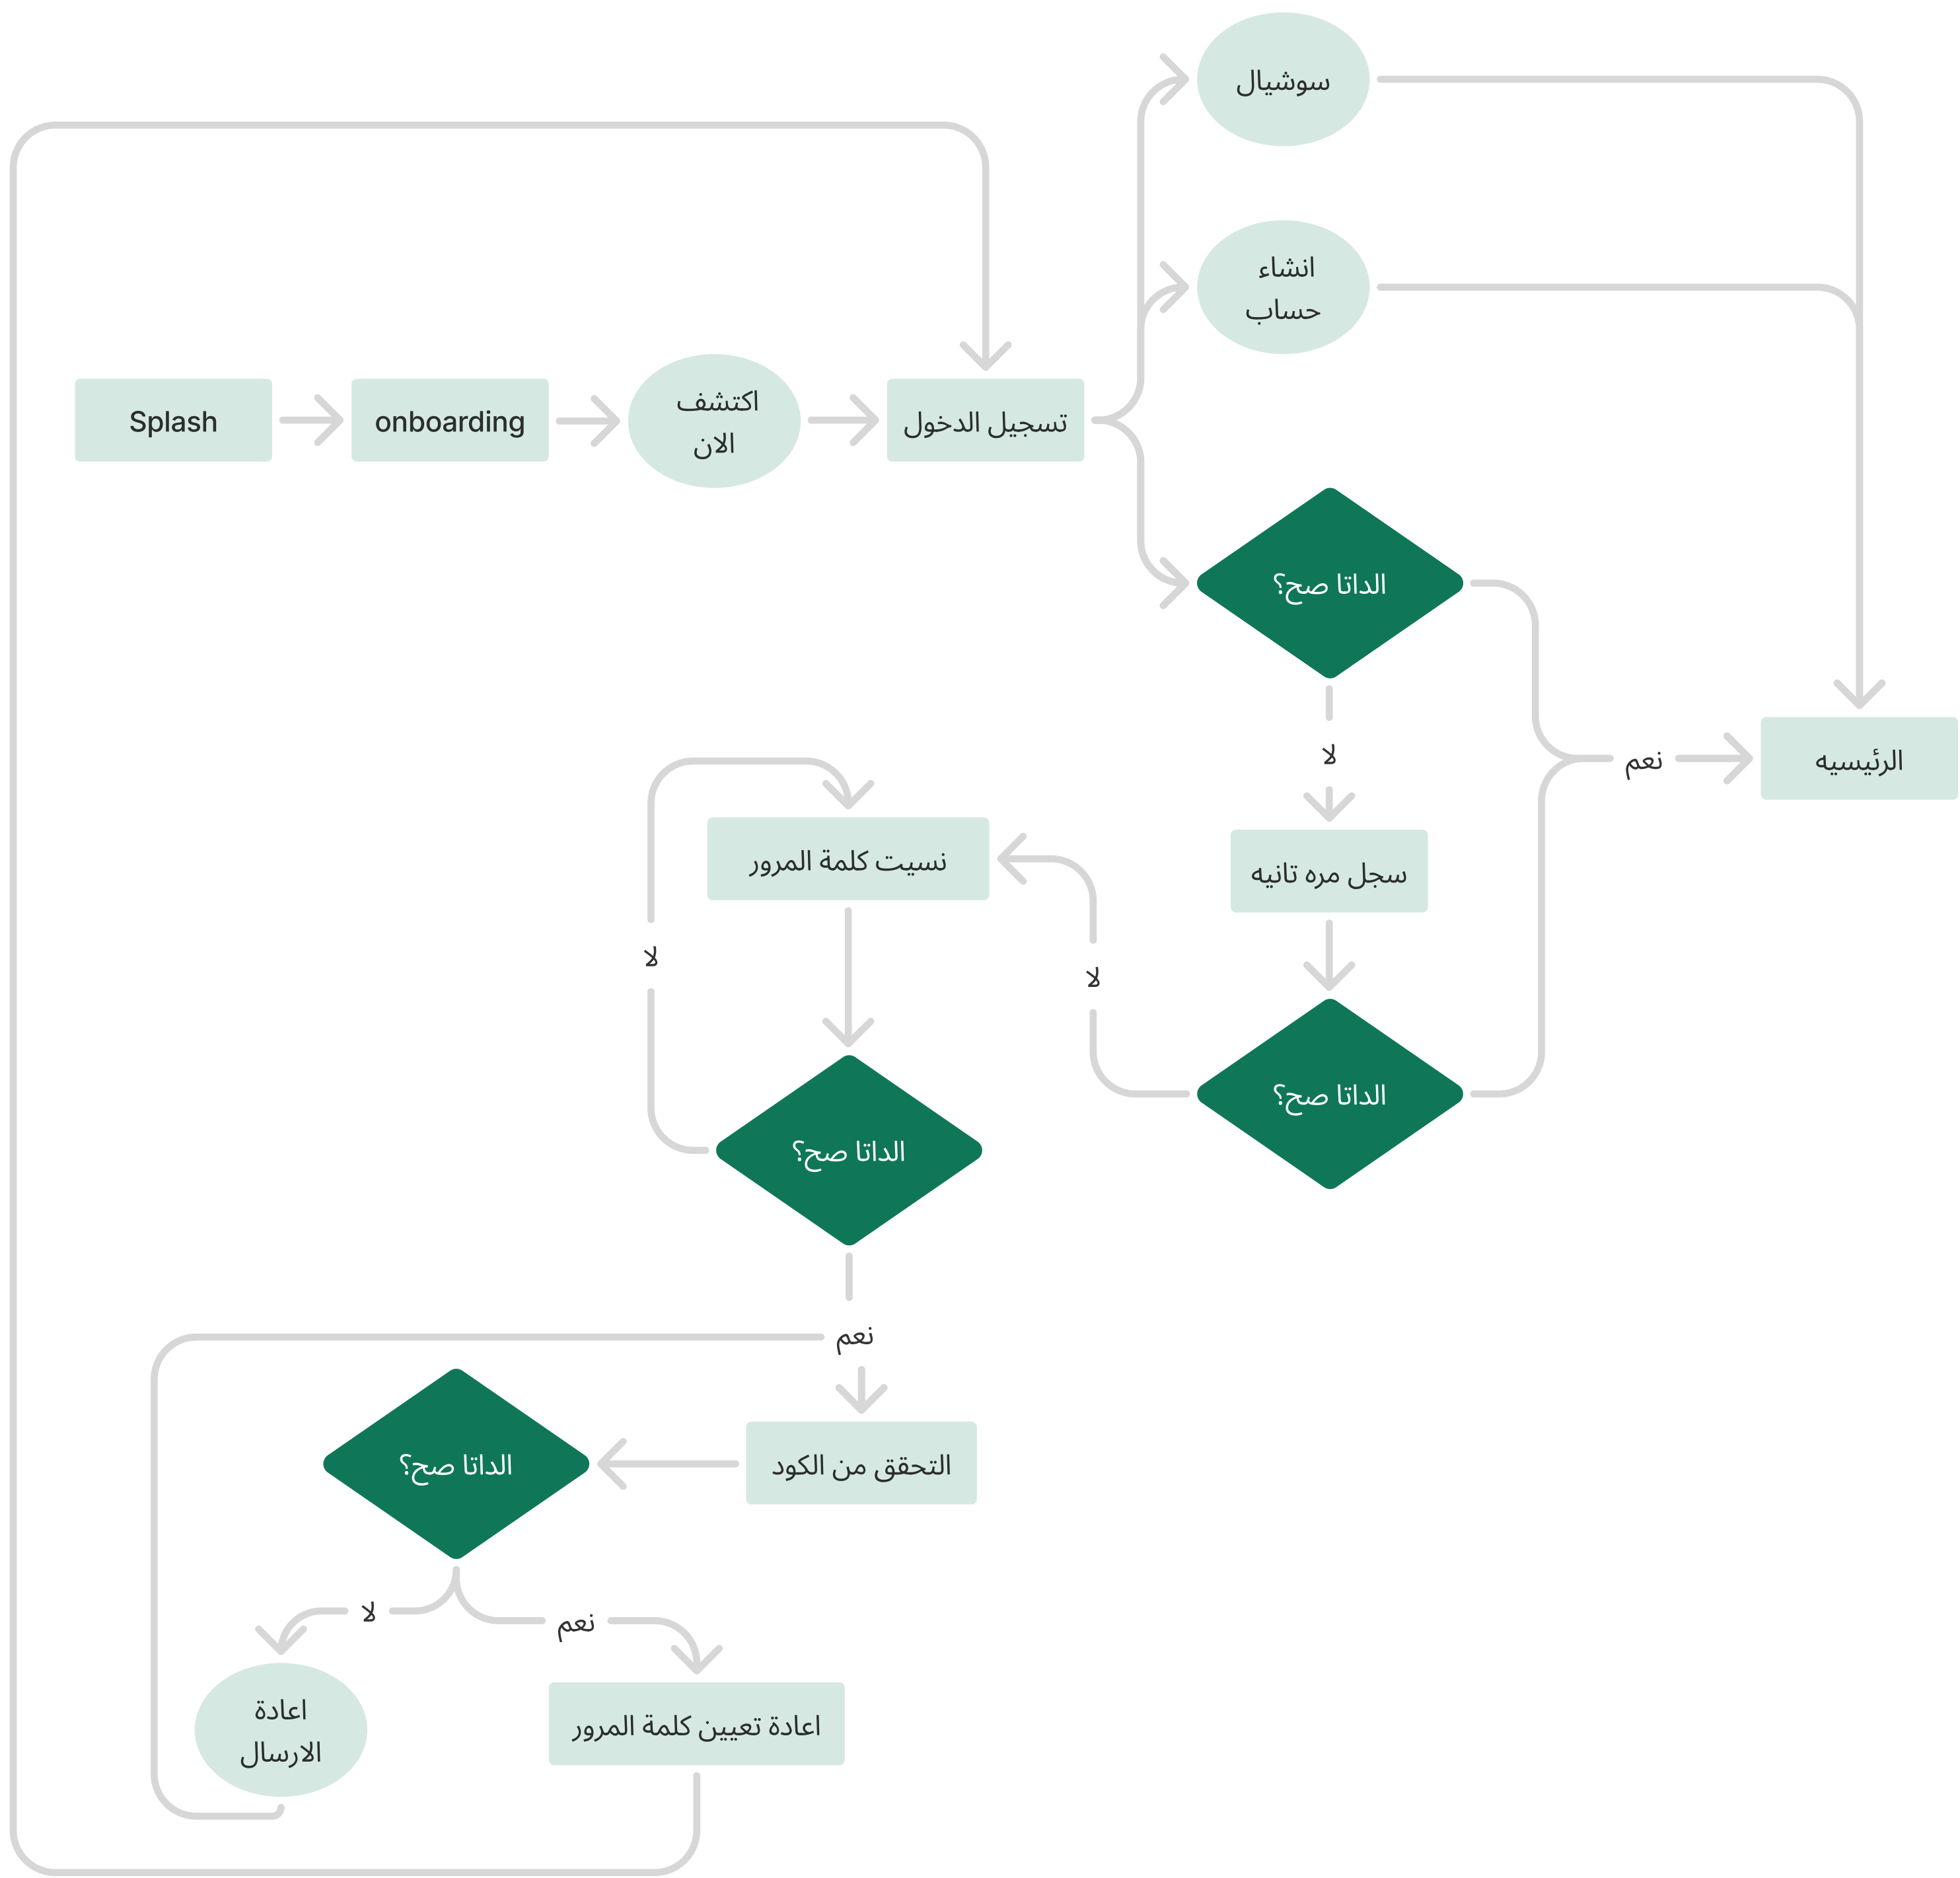 سوشيال
انشاء
حساب
Splash
onboarding
اكتشف
الان
تسجيل الدخول
الداتا صح؟
لا
نعم
الرئيسيه
نسيت كلمة المرور
سجل مره تانيه
لا
لا
الداتا صح؟
الداتا صح؟
نعم
الداتا صح؟
التحقق من الكود
لا
نعم
اعادة
الارسال
اعادة تعيين كلمة المرور